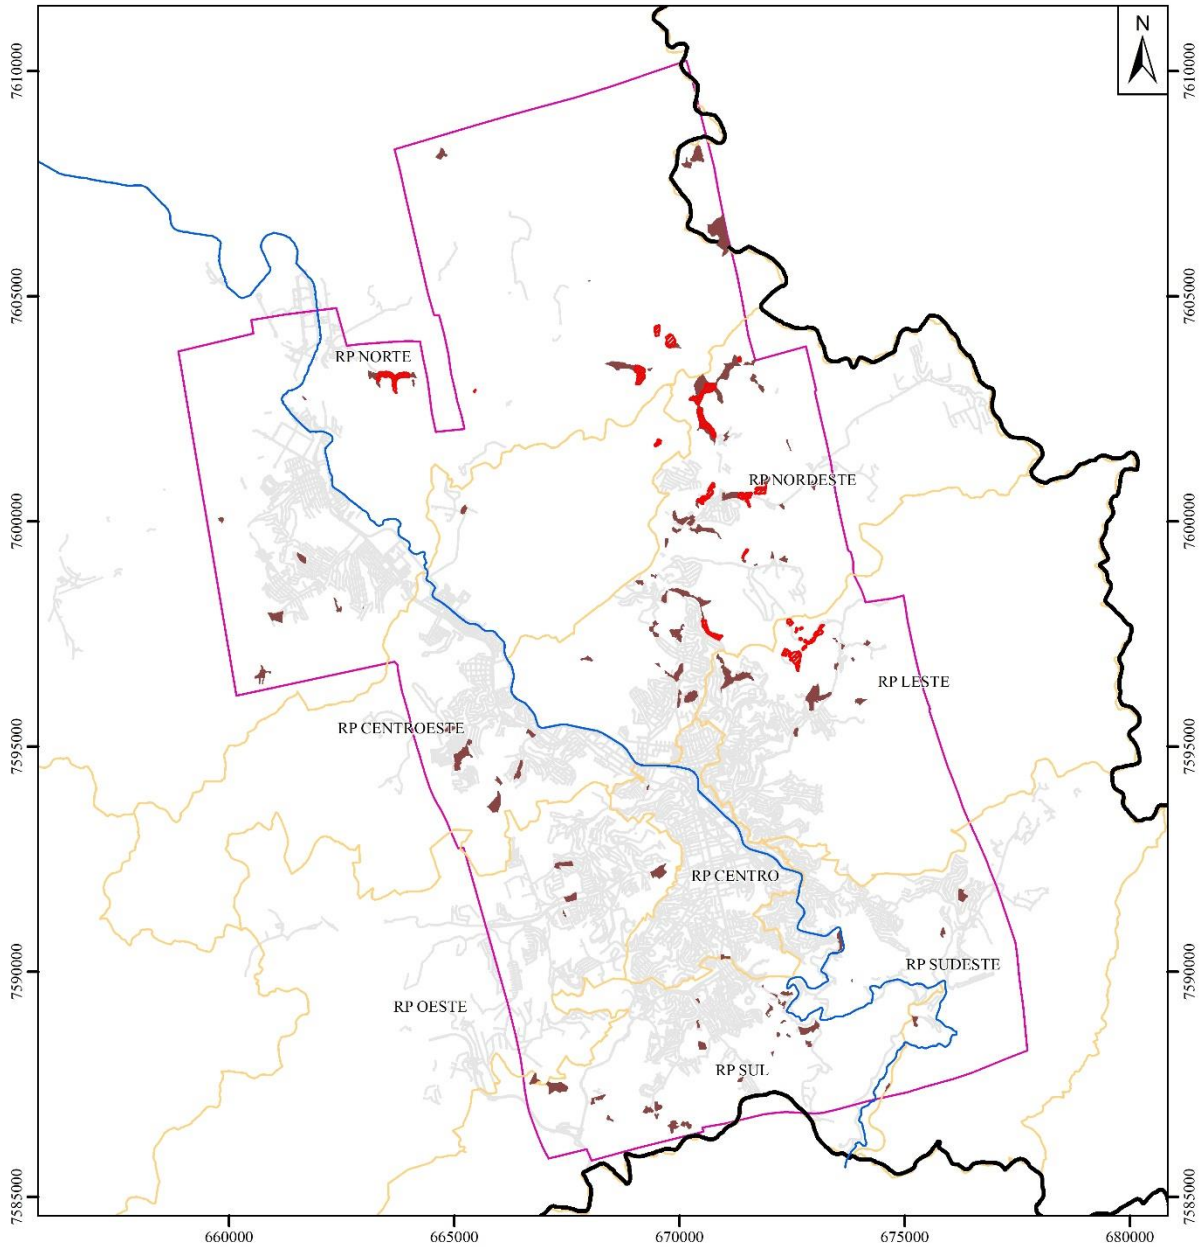 N
7610000
7610000
7605000
7605000
RP NORTE
RP NORDESTE
7600000
7600000
RP LESTE
RP CENTROESTE
7595000
7595000
RP CENTRO
RP SUDESTE
7590000
7590000
RP OESTE
RP SUL
7585000
7585000
660000
665000
670000
675000
680000